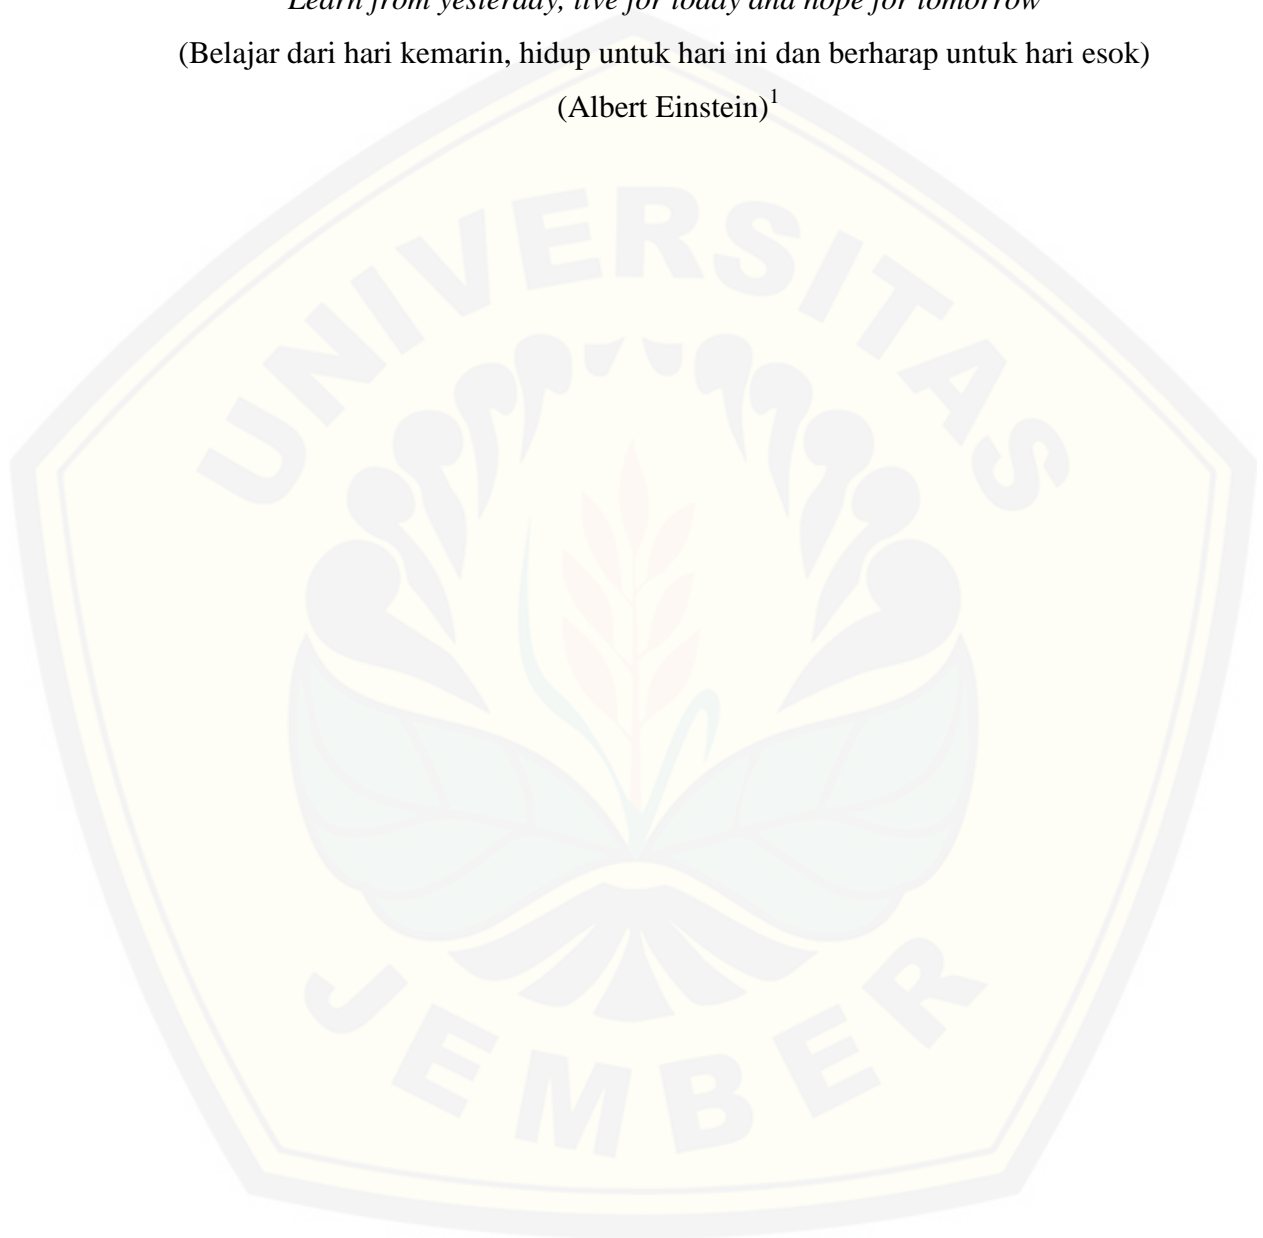 Learn from yesterday, live for today and hope for tomorrow
(Belajar dari hari kemarin, hidup untuk hari ini dan berharap untuk hari esok)
(Albert Einstein)1
UNIVERSITAS
JEMBER